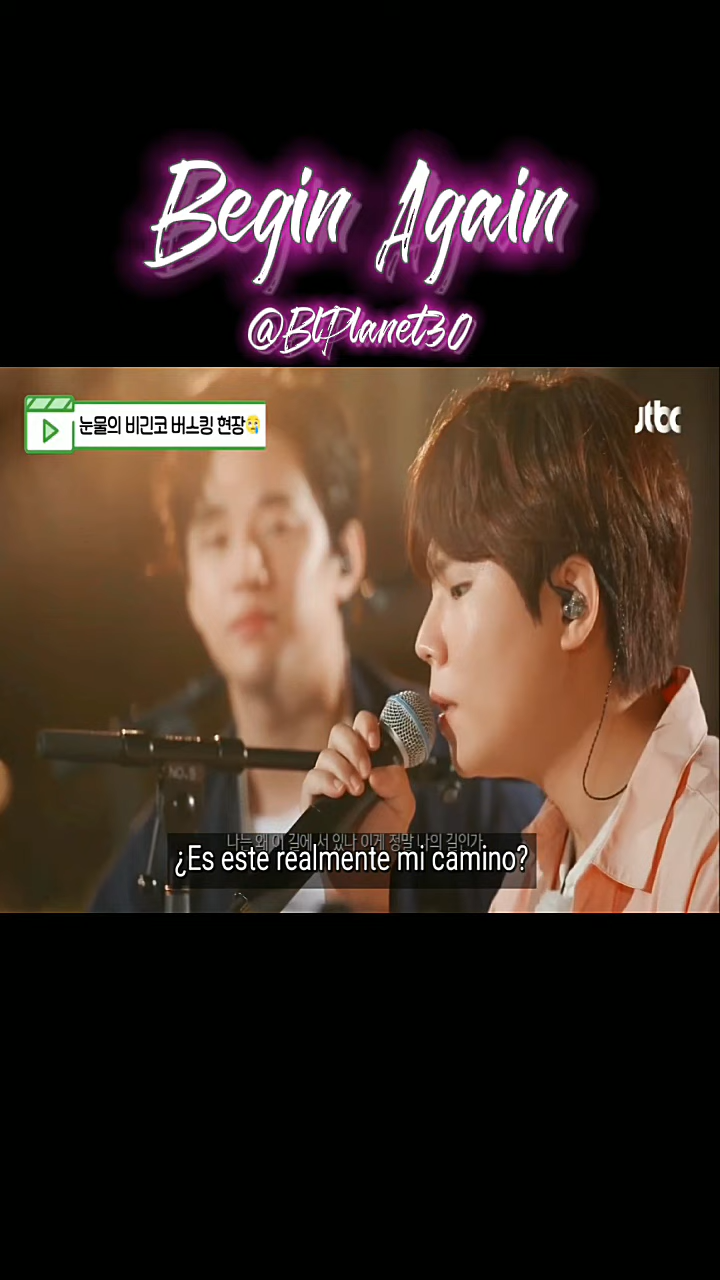 Begin Again
@BlPlanet30
눈물의 비긴코 버스킹 현장😢
jtbc
나는 왜 이 길에 서 있나 이게 정말 나의 길인가
¿Es este realmente mi camino?
NO.5